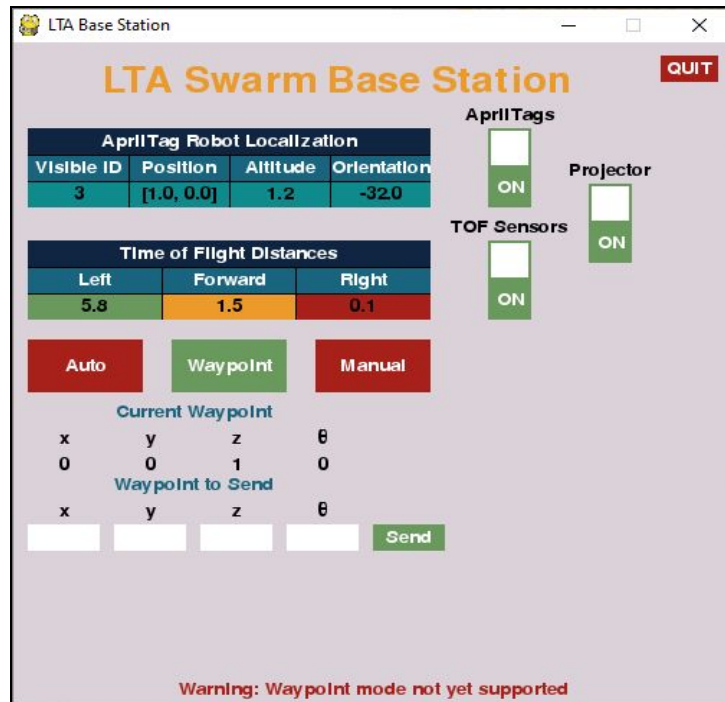 LTA Base Station
LTA Swarm Base Station
QUIT
AprilTag Robot Localization
Visible ID Position Altitude Orientation
3 [1.0, 0.0] 1.2 -32.0
AprilTags
ON
Projector
ON
Time of Flight Distances
Left Forward Right
5.8 1.5 0.1
TOF Sensors
ON
Auto Waypoint Manual
Current Waypoint
x y z θ
0 0 1 0
Waypoint to Send
x y z θ
Send
Warning: Waypoint mode not yet supported